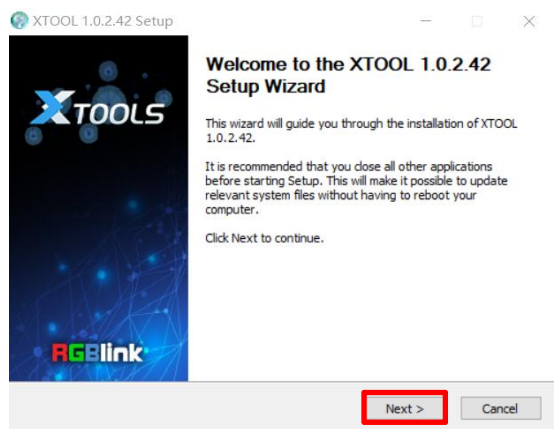 XTOOL 1.0.2.42 Setup
XTOOLS
Welcome to the XTOOL 1.0.2.42
Setup Wizard
This wizard will guide you through the installation of XTOOL
1.0.2.42.
It is recommended that you close all other applications
before starting Setup. This will make it possible to update
relevant system files without having to reboot your
computer.
Click Next to continue.
RGBlink
Next >
Cancel